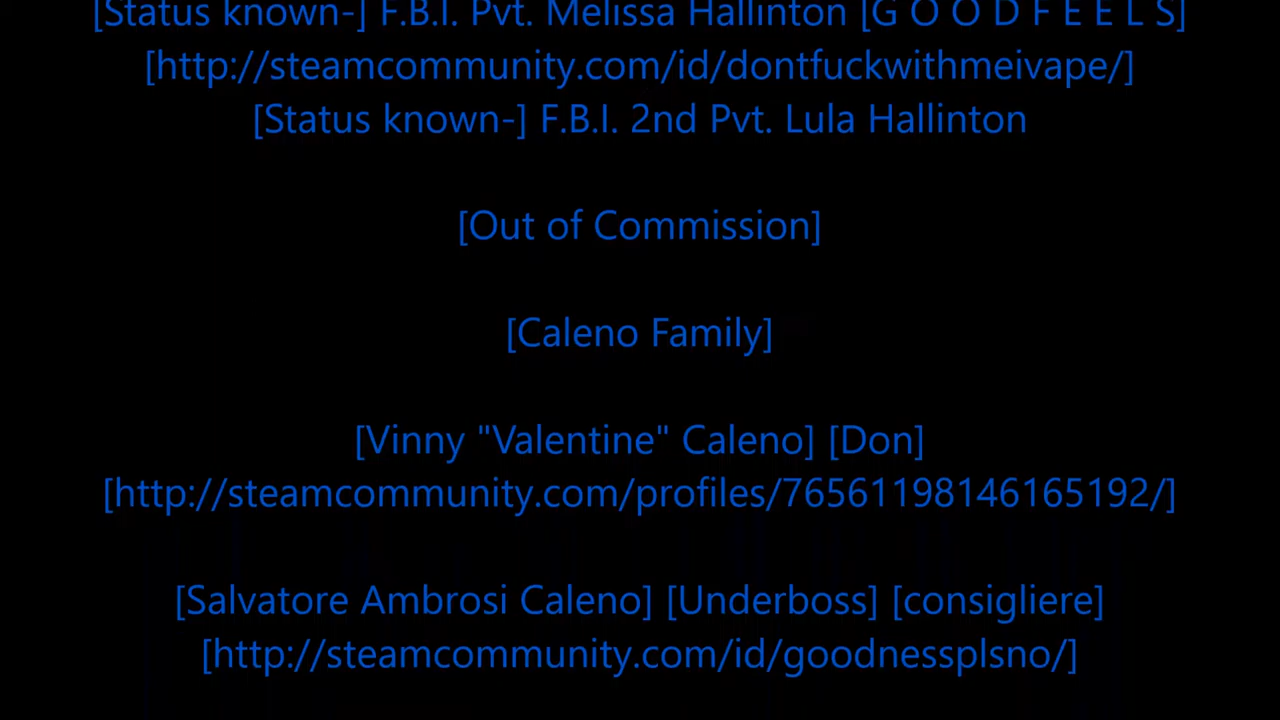 [Status known-] F.B.I. Pvt. Melissa Hallinton [G O O D F E E L S]
[http://steamcommunity.com/id/dontfuckwithmeivape/]
[Status known-] F.B.I. 2nd Pvt. Lula Hallinton
[Out of Commission]
[Caleno Family]
[Vinny "Valentine" Caleno] [Don]
[http://steamcommunity.com/profiles/76561198146165192/]
[Salvatore Ambrosi Caleno] [Underboss] [consigliere]
[http://steamcommunity.com/id/goodnessplsno/]